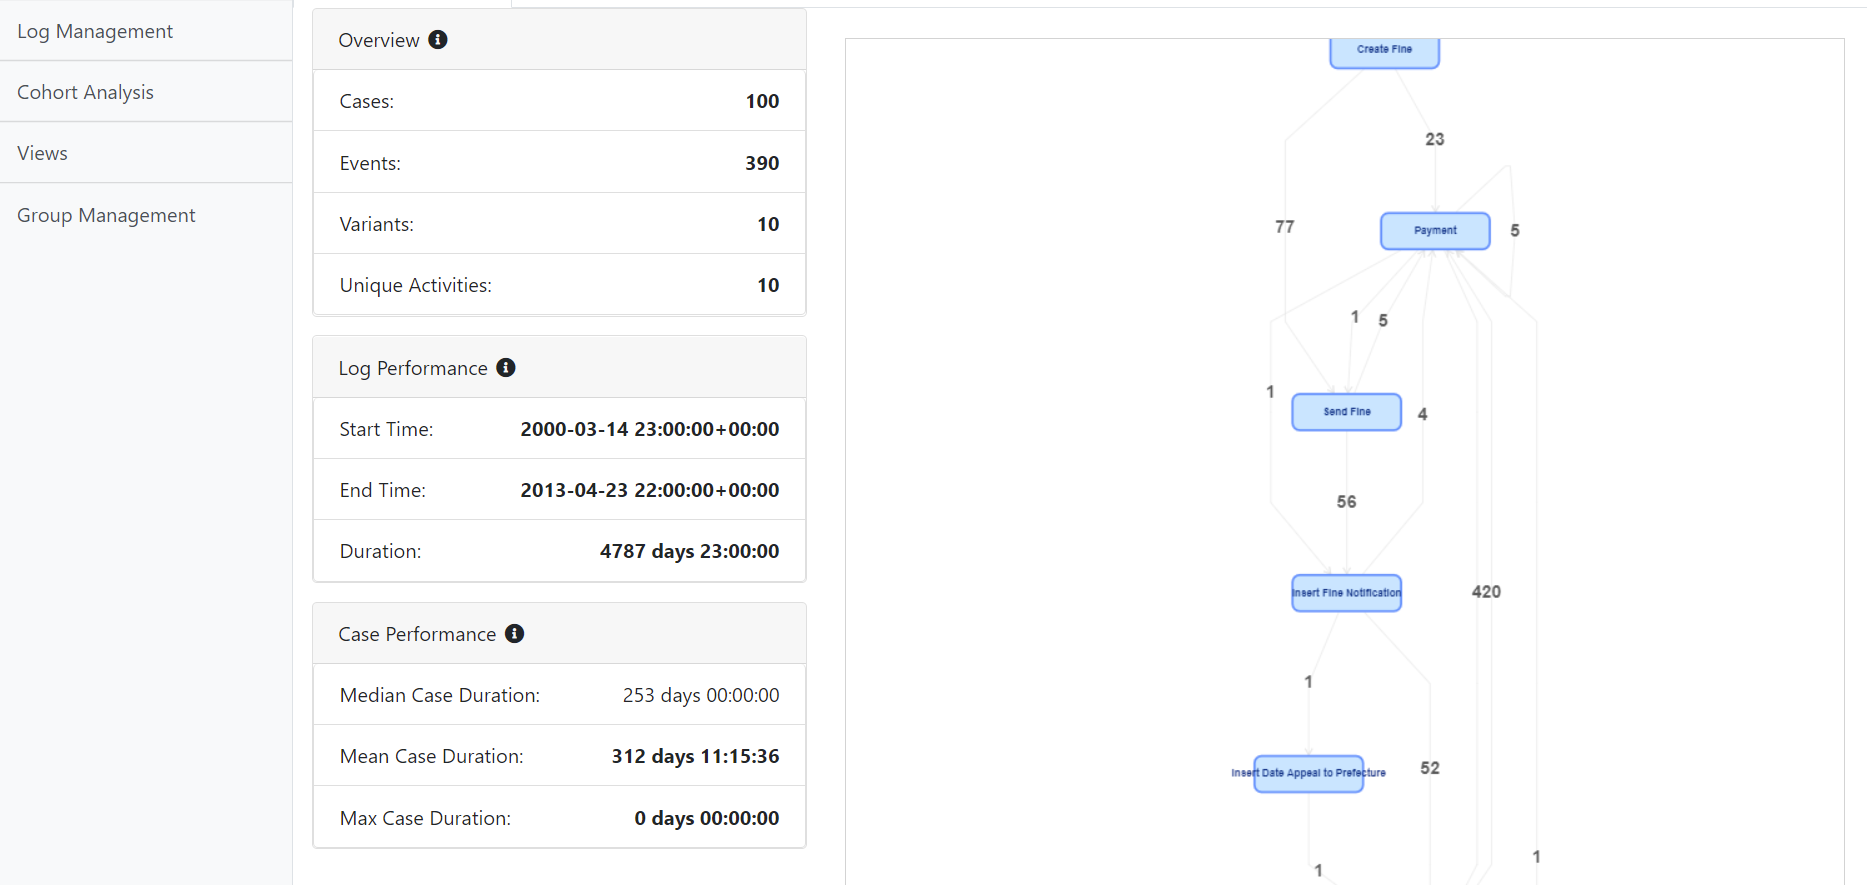 Log Management
Cohort Analysis
Views
Group Management
Overview
Cases: 100
Events: 390
Variants: 10
Unique Activities: 10
Log Performance
Start Time: 2000-03-14 23:00:00+00:00
End Time: 2013-04-23 22:00:00+00:00
Duration: 4787 days 23:00:00
Case Performance
Median Case Duration: 253 days 00:00:00
Mean Case Duration: 312 days 11:15:36
Max Case Duration: 0 days 00:00:00
Create Fine
23
77
Payment
5
1
5
1
Send Fine
4
56
Insert Fine Notification
420
1
Insert Date Appeal to Prefecture
52
1
1